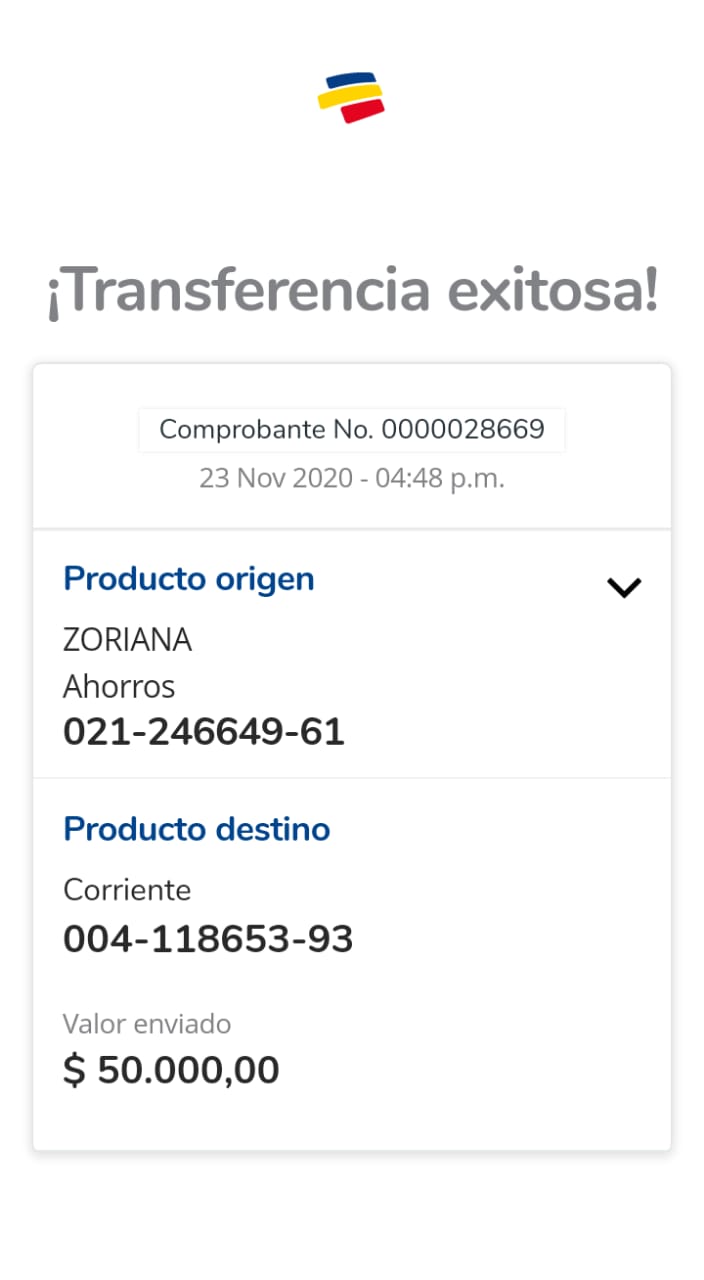 ¡Transferencia exitosa!
Comprobante No. 0000028669
23 Nov 2020 - 04:48 p.m.
Producto origen
ZORIANA
Ahorros
021-246649-61
Producto destino
Corriente
004-118653-93
Valor enviado
$ 50.000,00